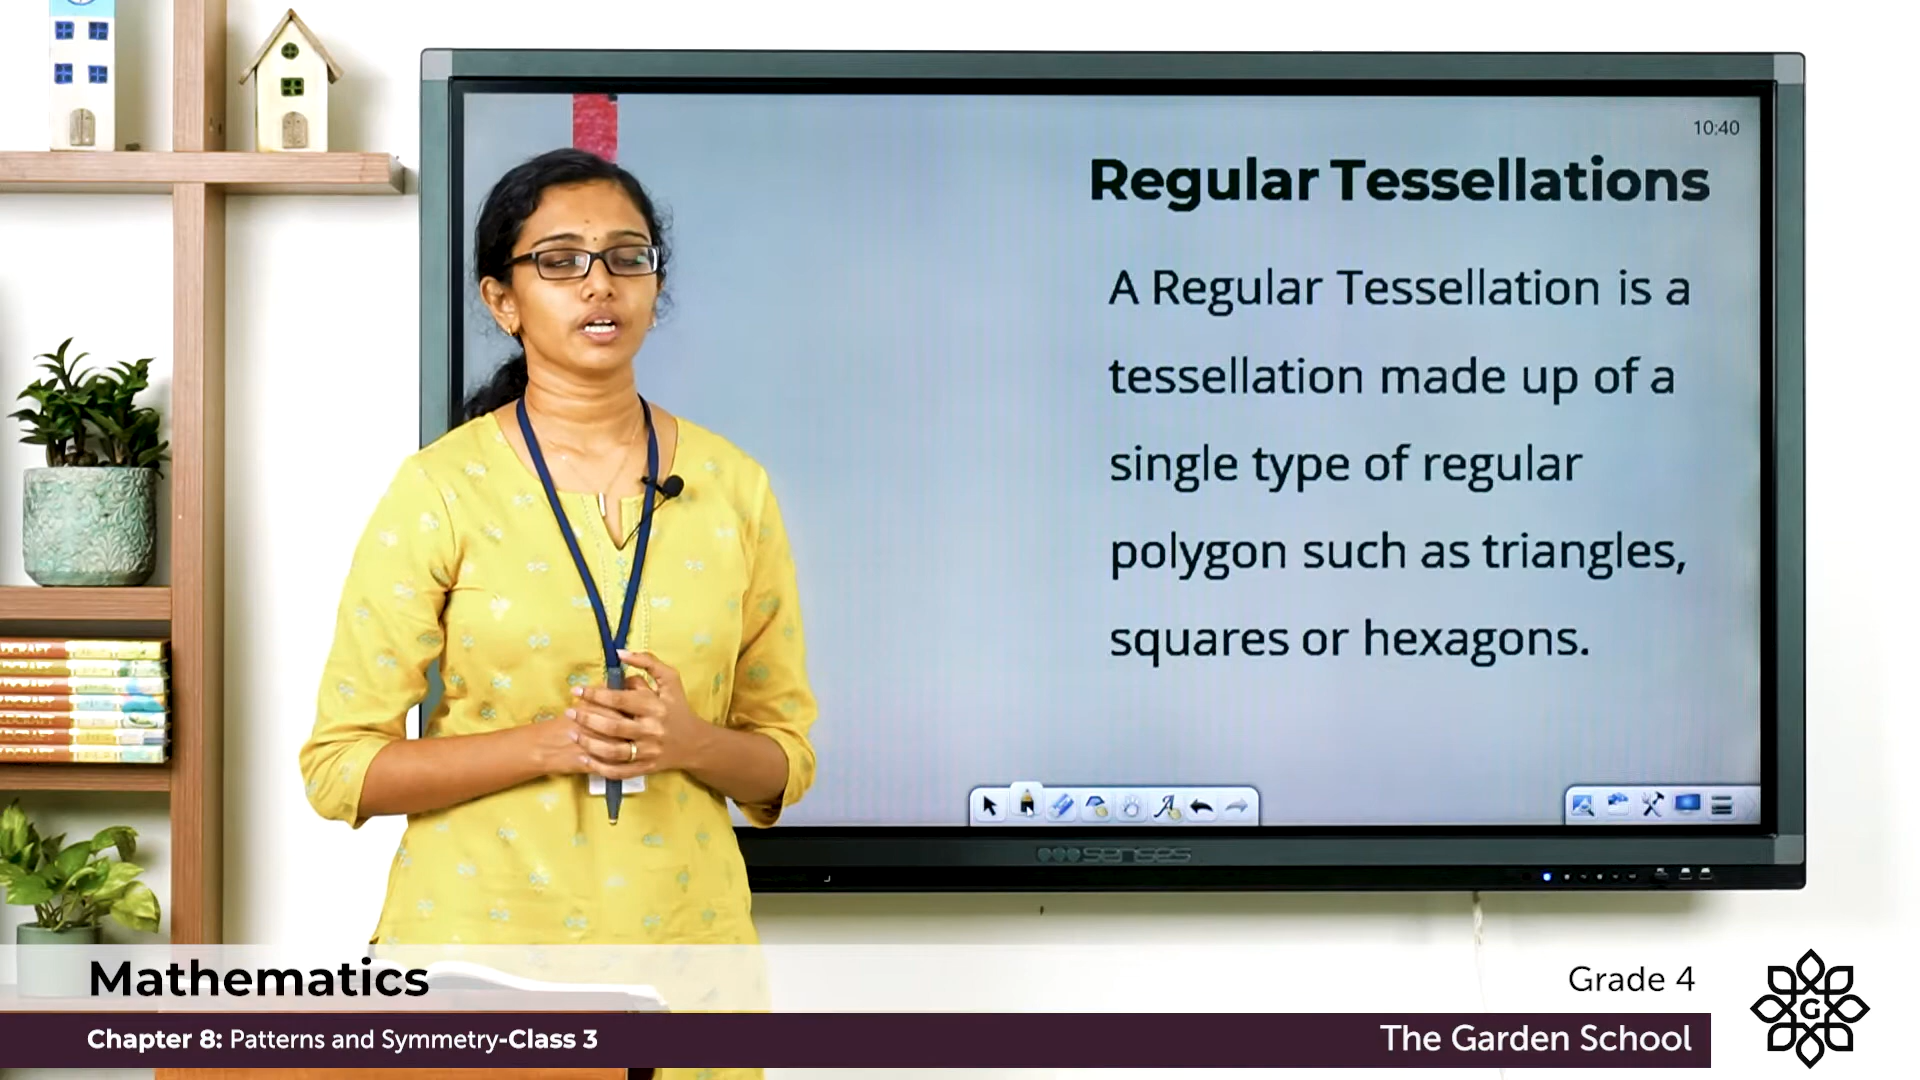 10:40
Regular Tessellations
A Regular Tessellation is a
tessellation made up of a
single type of regular
polygon such as triangles,
squares or hexagons.
senses
Mathematics
Grade 4
Chapter 8: Patterns and Symmetry-Class 3
The Garden School
G